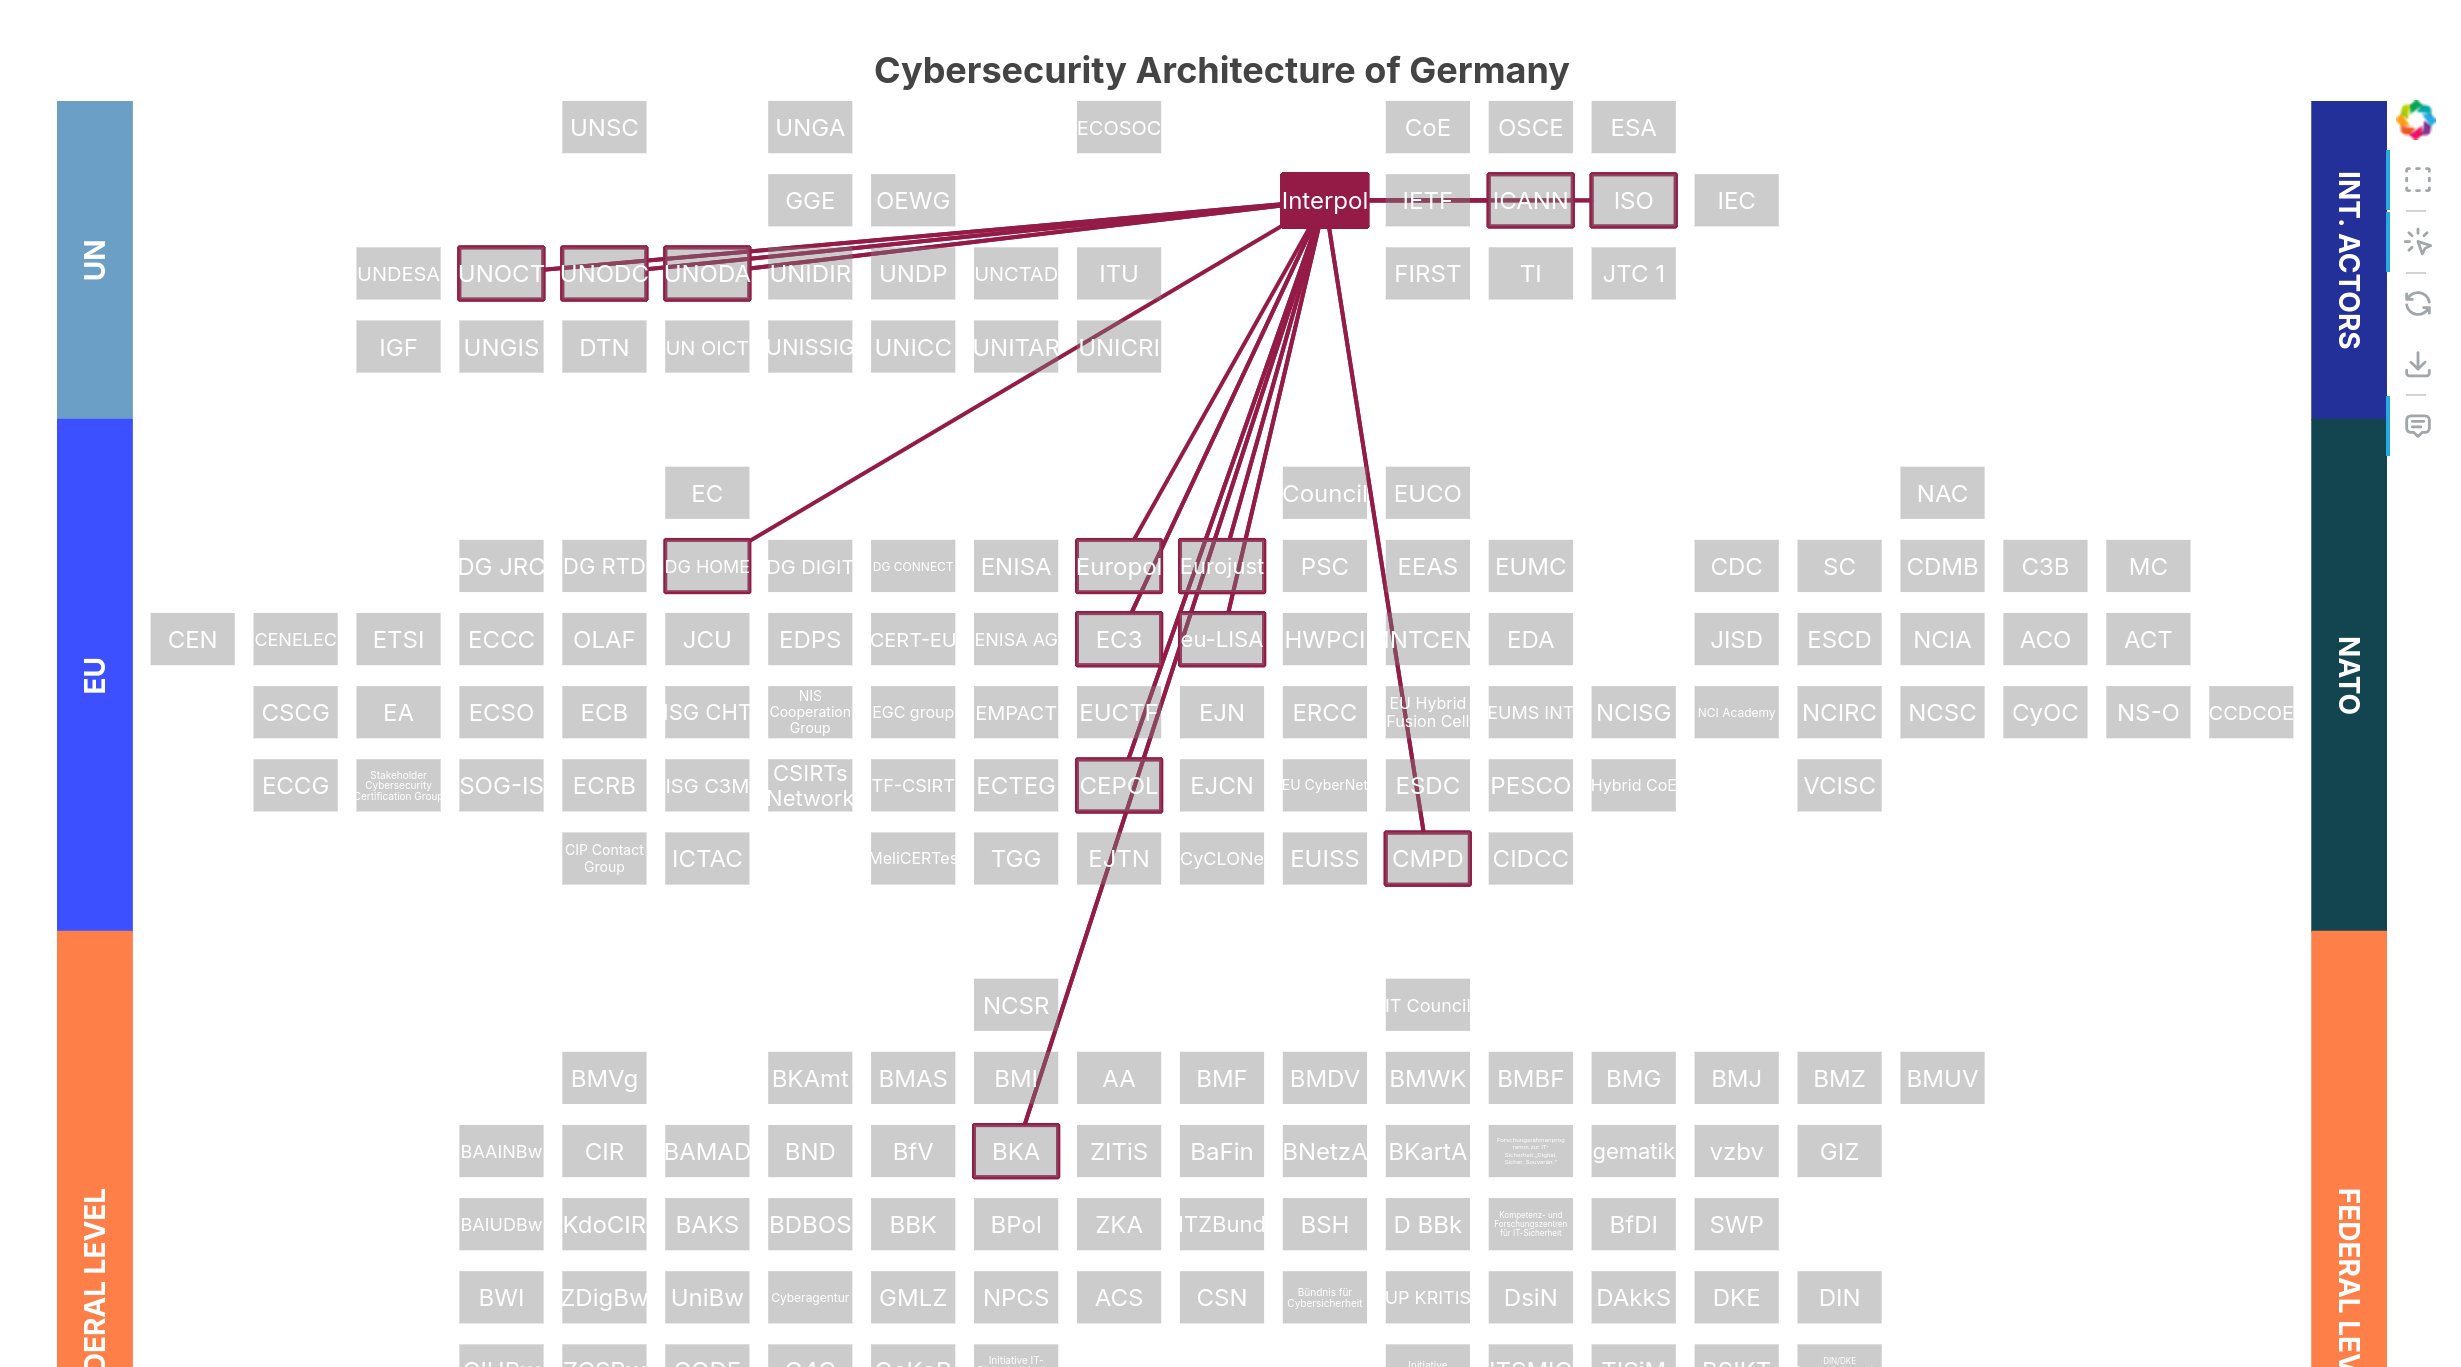 Cybersecurity Architecture of Germany
UN
INT. ACTORS
UNSC
UNGA
ECOSOC
CoE
OSCE
ESA
GGE
OEWG
Interpol
IETF
ICANN
ISO
IEC
UNDESA
UNOCT
UNODC
UNODA
UNIDIR
UNDP
UNCTAD
ITU
FIRST
TI
JTC 1
IGF
UNGIS
DTN
UN OICT
UNISSIG
UNICC
UNITAR
UNICRI
EU
NATO
EC
Council
EUCO
NAC
DG JRC
DG RTD
DG HOME
DG DIGIT
DG CONNECT
ENISA
Europol
Eurojust
PSC
EEAS
EUMC
CDC
SC
CDMB
C3B
MC
CEN
CENELEC
ETSI
ECCC
OLAF
JCU
EDPS
CERT-EU
ENISA AG
EC3
eu-LISA
HWPCI
INTCEN
EDA
JISD
ESCD
NCIA
ACO
ACT
CSCG
EA
ECSO
ECB
ISG CHT
NIS
Cooperation
Group
EGC group
EMPACT
EUCTF
EJN
ERCC
EU Hybrid
Fusion Cell
EUMS INT
NCISG
NCI Academy
NCIRC
NCSC
CyOC
NS-O
CCDCOE
ECCG
Stakeholder
Cybersecurity
Certification Group
SOG-IS
ECRB
ISG C3M
CSIRTs
Network
TF-CSIRT
ECTEG
CEPOL
EJCN
EU CyberNet
ESDC
PESCO
Hybrid CoE
VCISC
CIP Contact
Group
ICTAC
MeliCERTes
TGG
EJTN
CyCLONe
EUISS
CMPD
CIDCC
DERAL LEVEL
FEDERAL LEV
NCSR
IT Council
BMVg
BKAmt
BMAS
BMI
AA
BMF
BMDV
BMWK
BMBF
BMG
BMJ
BMZ
BMUV
BAAINBw
CIR
BAMAD
BND
BfV
BKA
ZITiS
BaFin
BNetzA
BKartA
Forschungsrahmenprog
ramm zur IT-
Sicherheit „Digital.
Sicher. Souverän."
gematik
vzbv
GIZ
BAIUDBw
KdoCIR
BAKS
BDBOS
BBK
BPol
ZKA
ITZBund
BSH
D BBk
Kompetenz- und
Forschungszentren
für IT-Sicherheit
BfDI
SWP
BWI
ZDigBw
UniBw
Cyberagentur
GMLZ
NPCS
ACS
CSN
Bündnis für
Cybersicherheit
UP KRITIS
DsiN
DAkkS
DKE
DIN
Initiative IT-
Initiative
DIN/DKE